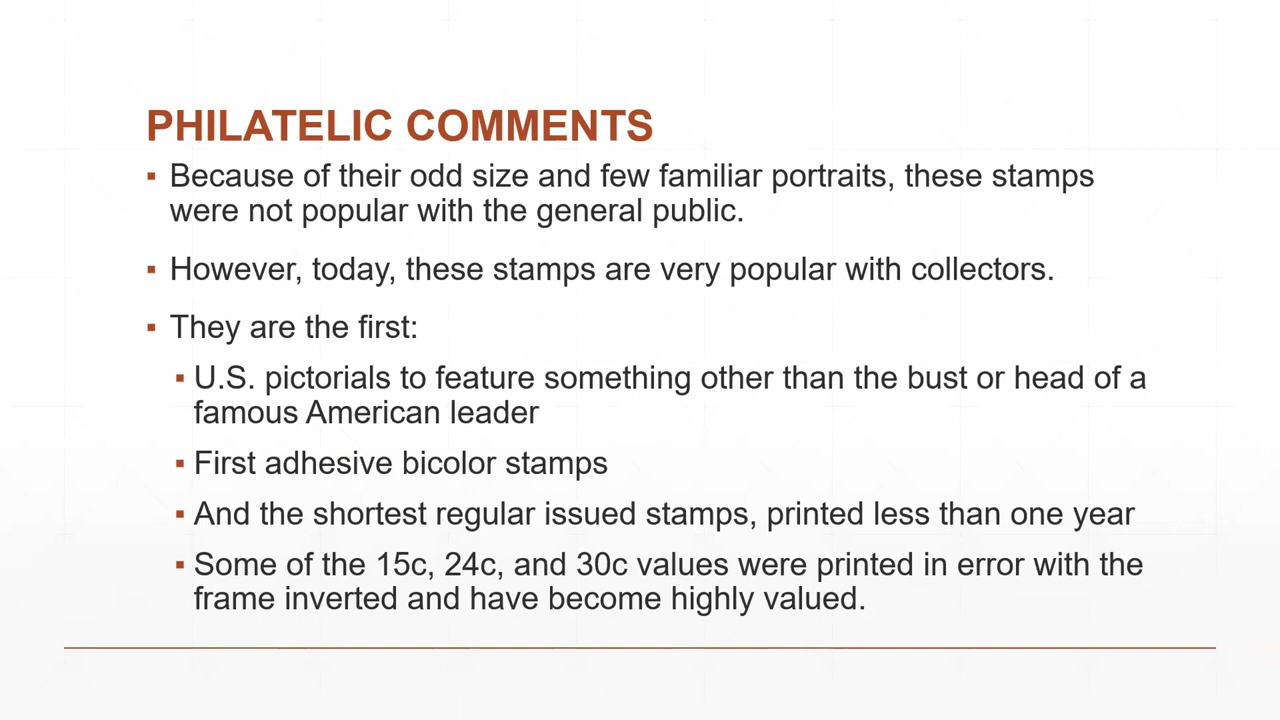 PHILATELIC COMMENTS
▪ Because of their odd size and few familiar portraits, these stamps
were not popular with the general public.
▪ However, today, these stamps are very popular with collectors.
▪ They are the first:
▪ U.S. pictorials to feature something other than the bust or head of a
famous American leader
▪ First adhesive bicolor stamps
▪ And the shortest regular issued stamps, printed less than one year
▪ Some of the 15c, 24c, and 30c values were printed in error with the
frame inverted and have become highly valued.